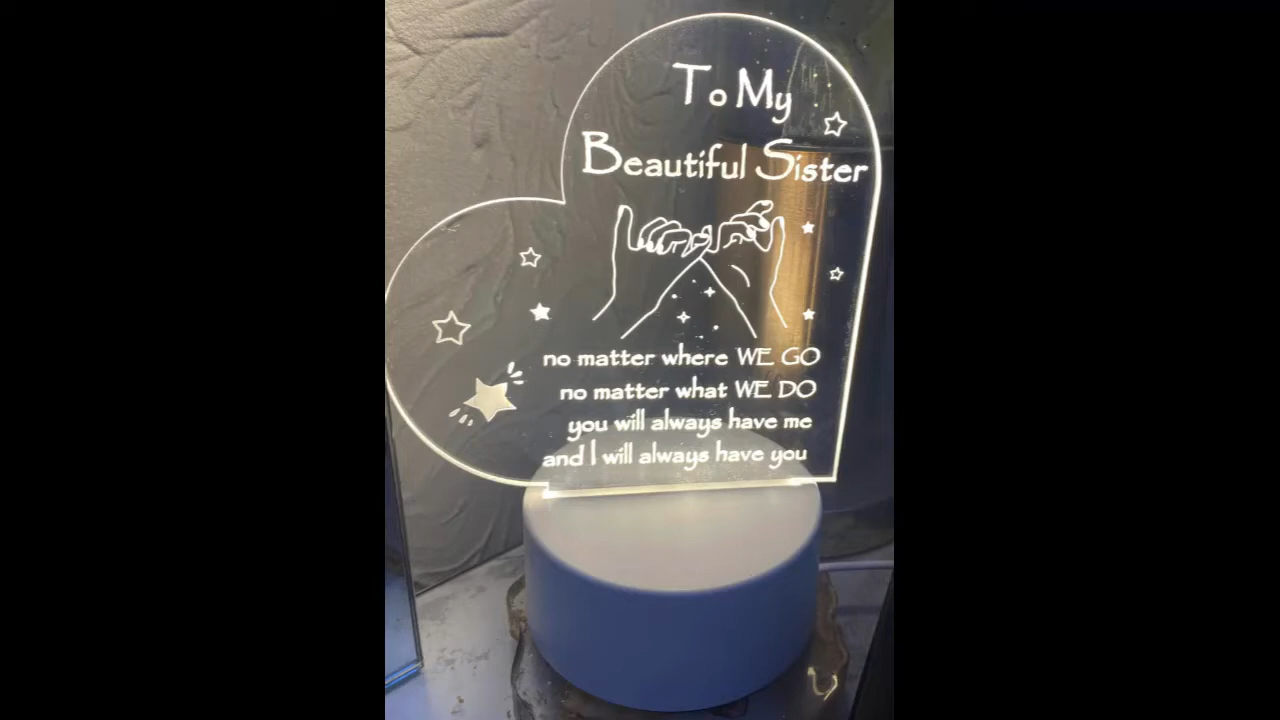 To My
Beautiful Sister
no matter where WE GO
no matter what WE DO
you will always have me
and I will always have you